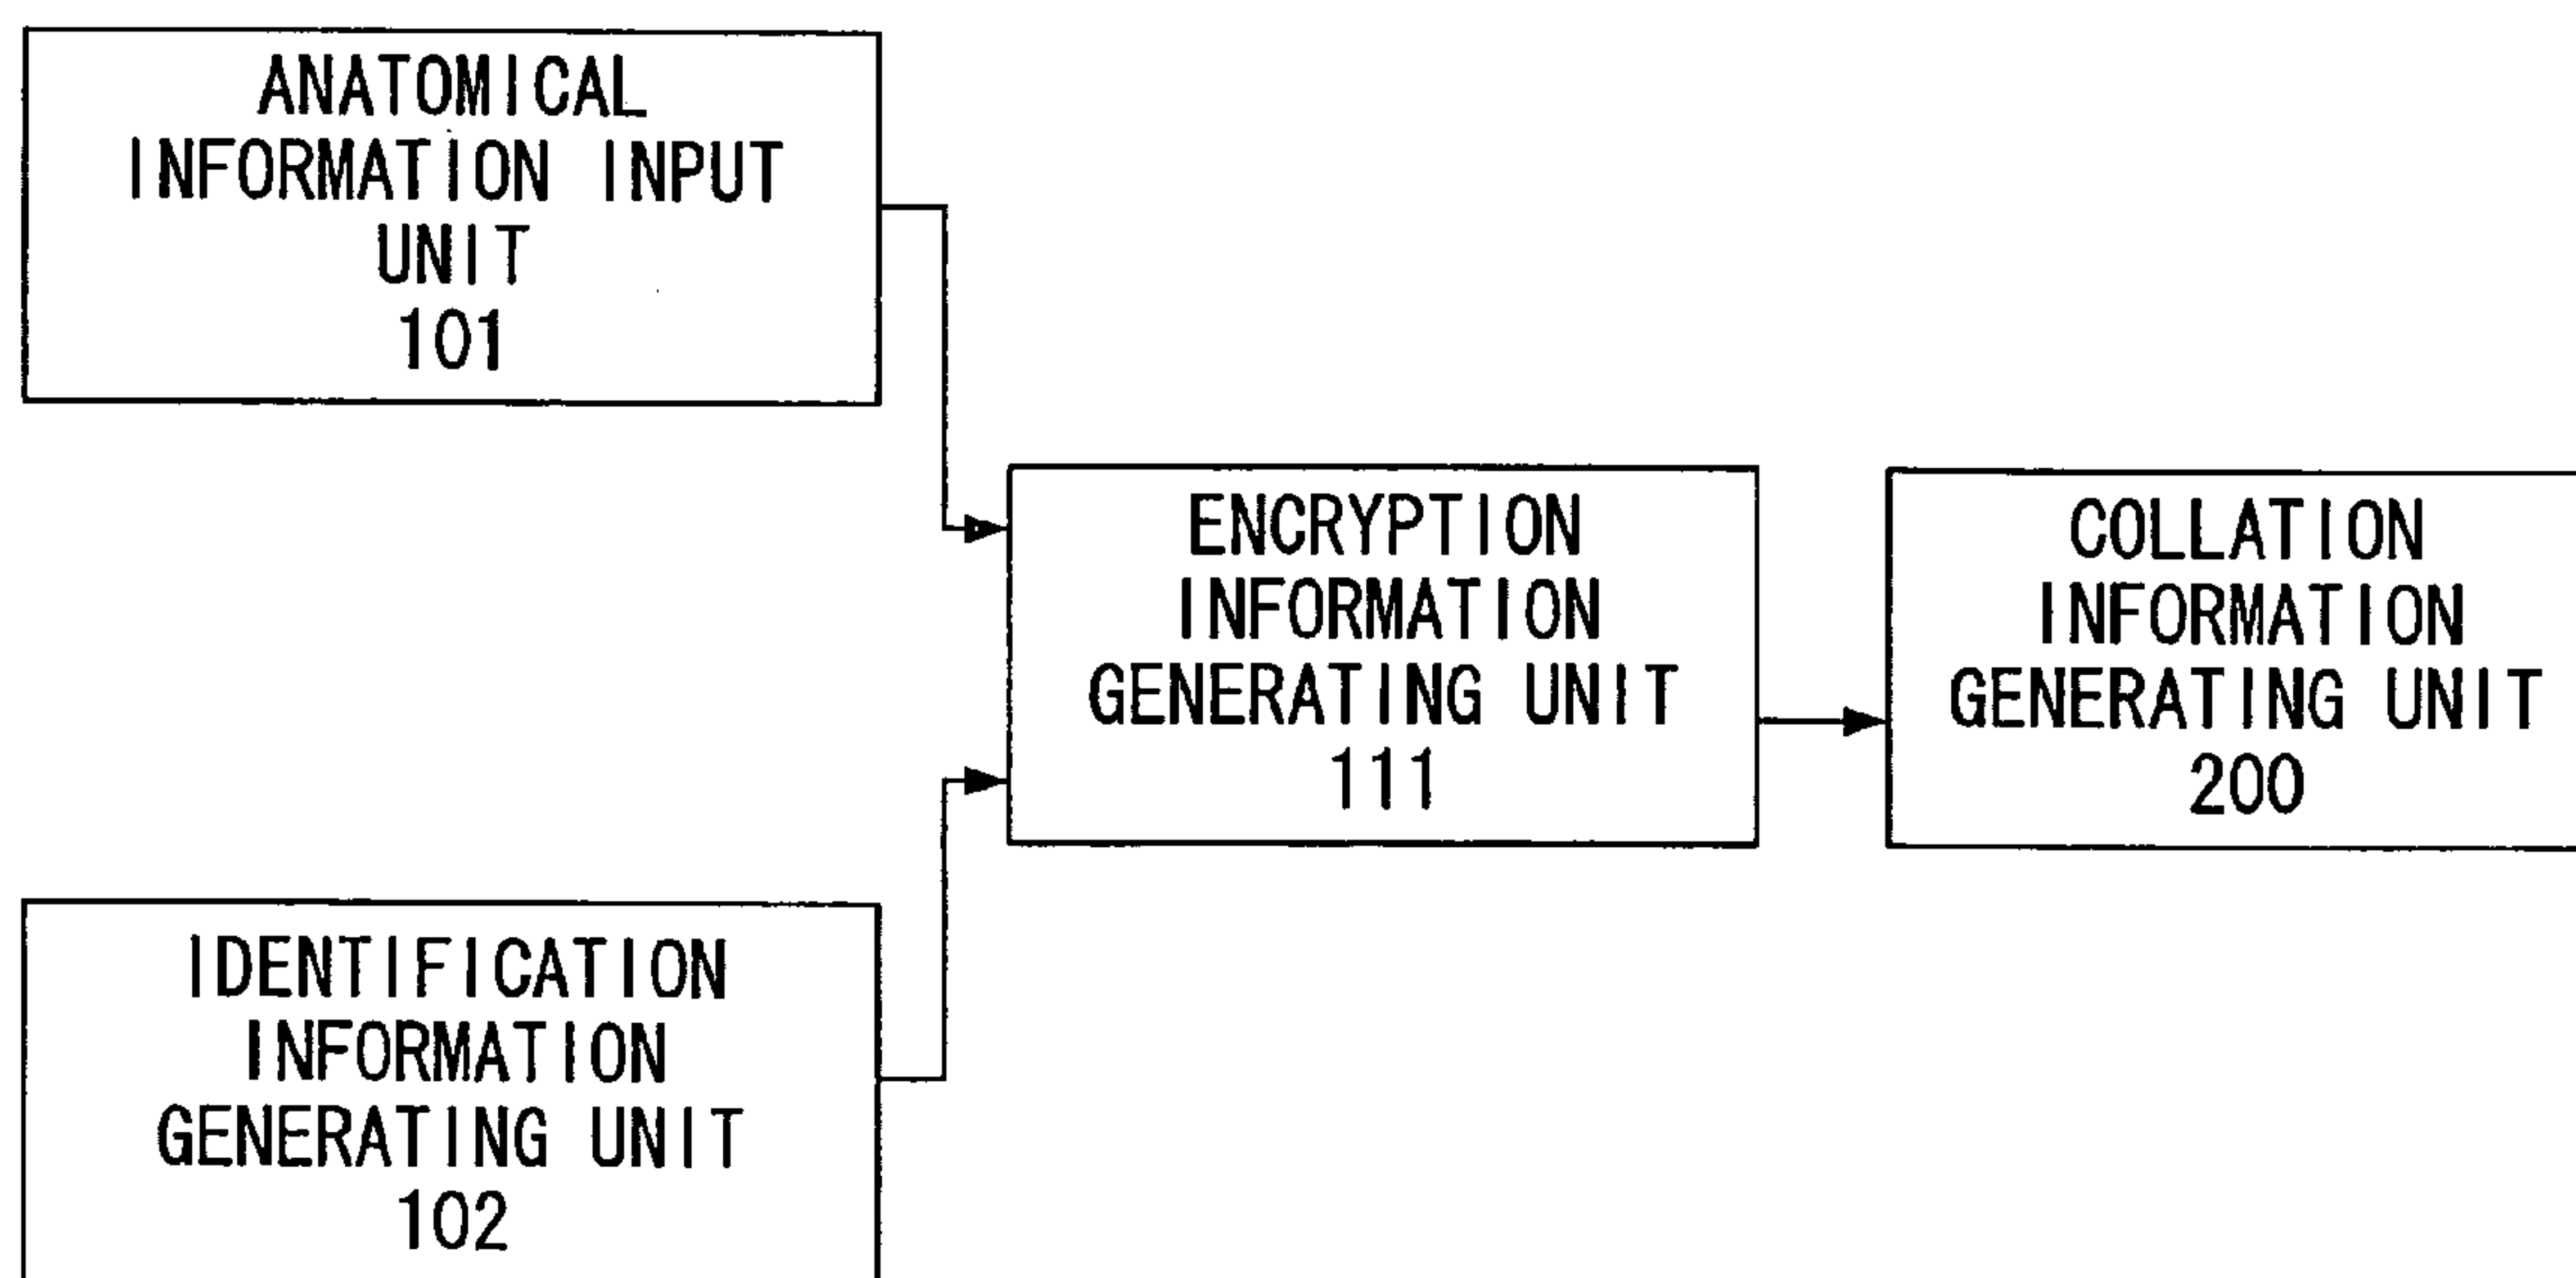 ANATOMICAL
INFORMATION INPUT
UNIT
101
ENCRYPTION
INFORMATION
GENERATING UNIT
111
COLLATION
INFORMATION
GENERATING UNIT
200
IDENTIFICATION
INFORMATION
GENERATING UNIT
102